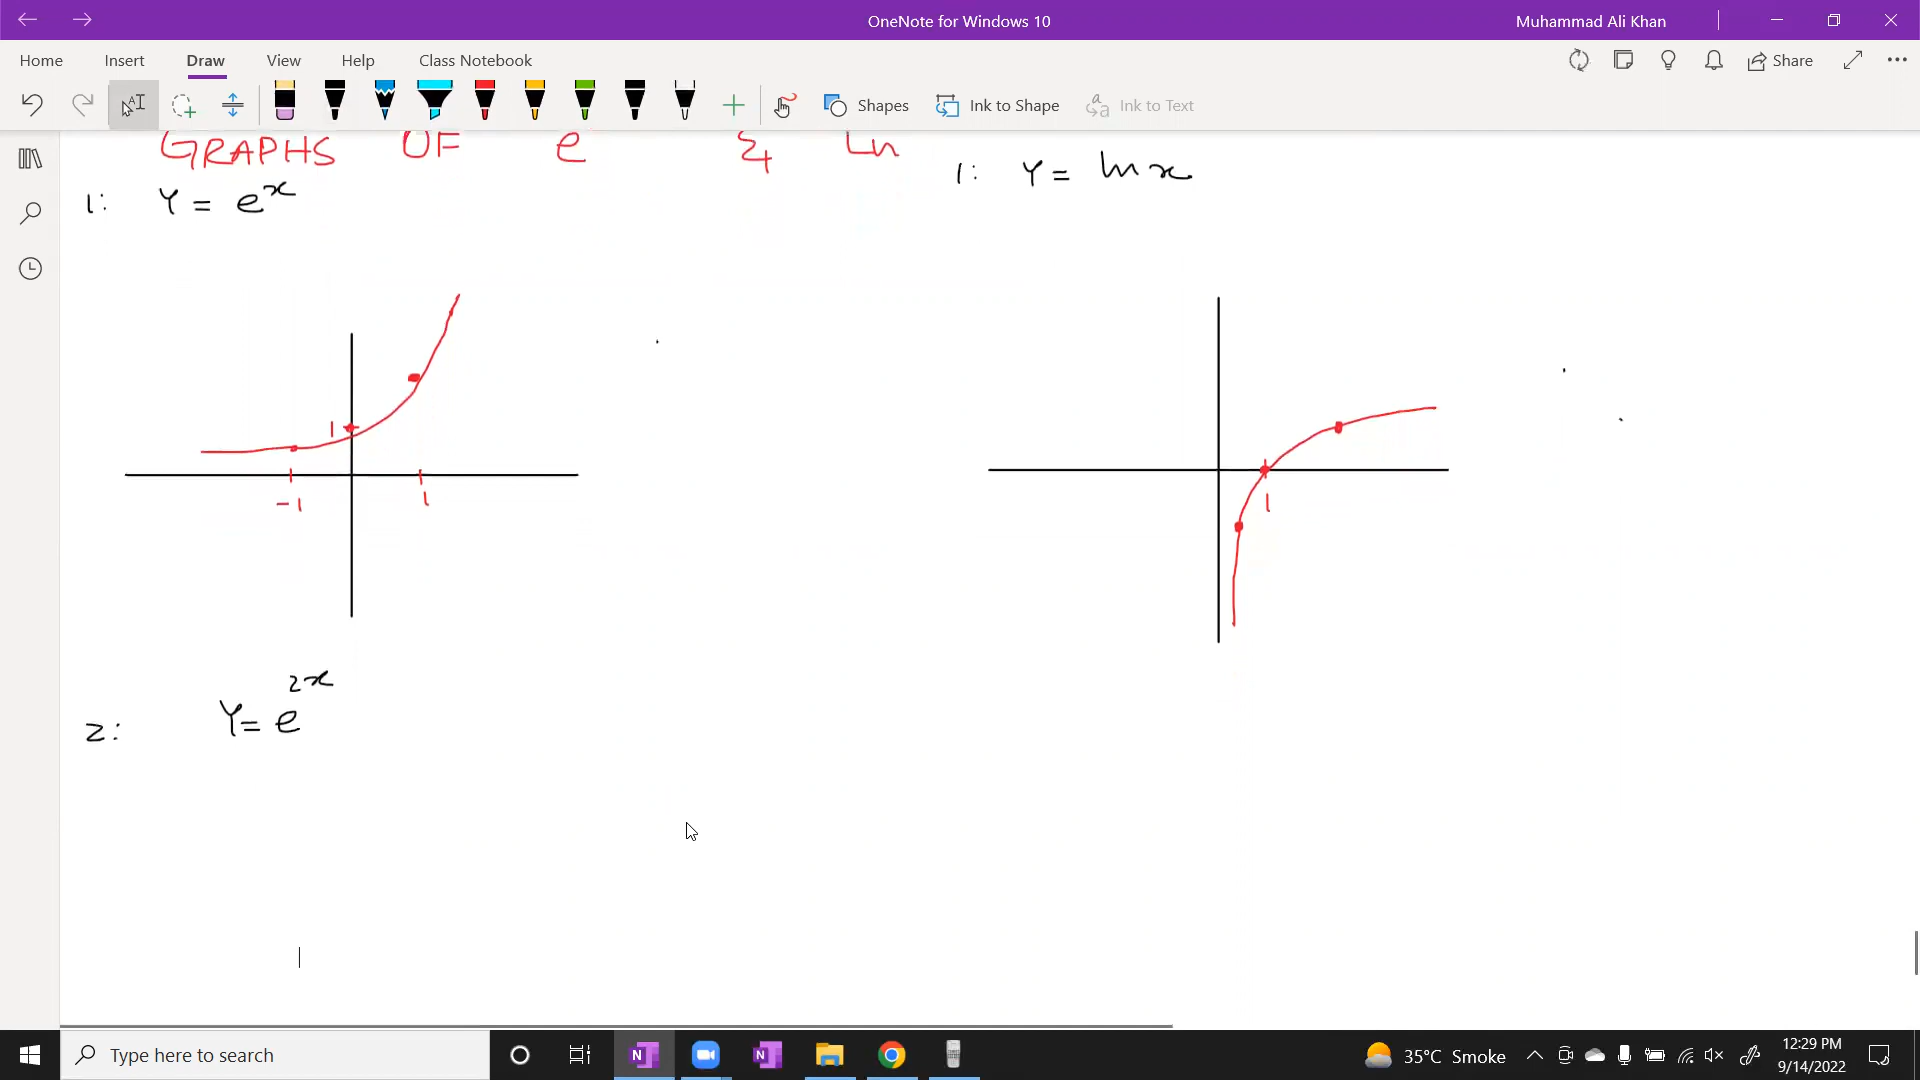 OneNote for Windows 10
Muhammad Ali Khan
Home Insert Draw View Help Class Notebook
Share
Shapes Ink to Shape Ink to Text
GRAPHS OF e & Ln
1: Y = e^x
1: Y = ln x
1
-1 1
1
2: Y = e^2x
Type here to search
35°C Smoke
12:29 PM
9/14/2022